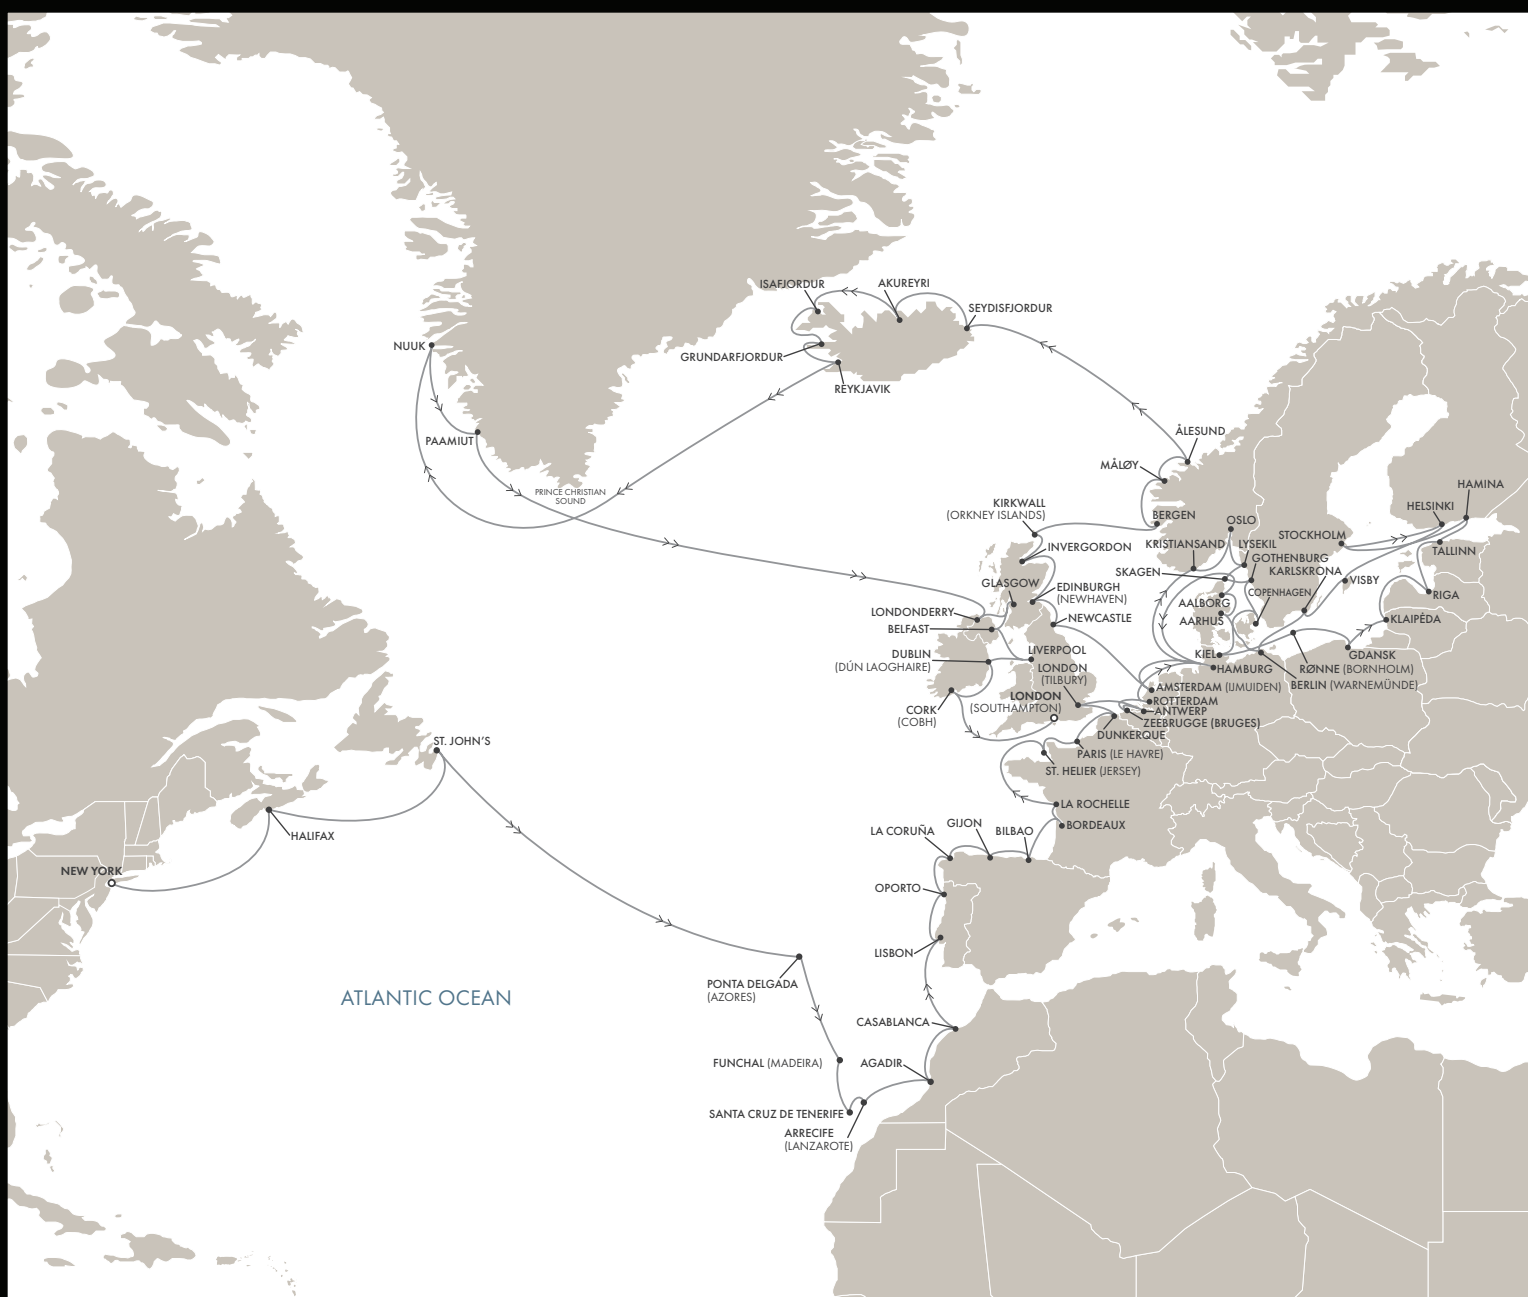 ISAFJORDUR
AKUREYRI
SEYDISFJORDUR
NUUK
GRUNDARFJORDUR
REYKJAVIK
PAAMIUT
ÅLESUND
MÅLØY
PRINCE CHRISTIAN
SOUND
HAMINA
KIRKWALL
(ORKNEY ISLANDS)
HELSINKI
BERGEN
OSLO
STOCKHOLM
INVERGORDON
KRISTIANSAND
LYSEKIL
TALLINN
GOTHENBURG
SKAGEN
KARLSKRONA
GLASGOW
VISBY
EDINBURGH
(NEWHAVEN)
COPENHAGEN
RIGA
AALBORG
LONDONDERRY
NEWCASTLE
AARHUS
KLAIPĖDA
BELFAST
DUBLIN
(DÚN LAOGHAIRE)
LIVERPOOL
KIEL
GDANSK
LONDON
(TILBURY)
HAMBURG
RØNNE (BORNHOLM)
AMSTERDAM (IJMUIDEN)
BERLIN (WARNEMÜNDE)
LONDON
(SOUTHAMPTON)
ROTTERDAM
CORK
(COBH)
ANTWERP
ZEEBRUGGE (BRUGES)
DUNKERQUE
ST. JOHN'S
PARIS (LE HAVRE)
ST. HELIER (JERSEY)
LA ROCHELLE
HALIFAX
GIJON
BORDEAUX
LA CORUÑA
BILBAO
NEW YORK
OPORTO
LISBON
PONTA DELGADA
(AZORES)
ATLANTIC OCEAN
CASABLANCA
FUNCHAL (MADEIRA)
AGADIR
SANTA CRUZ DE TENERIFE
ARRECIFE
(LANZAROTE)